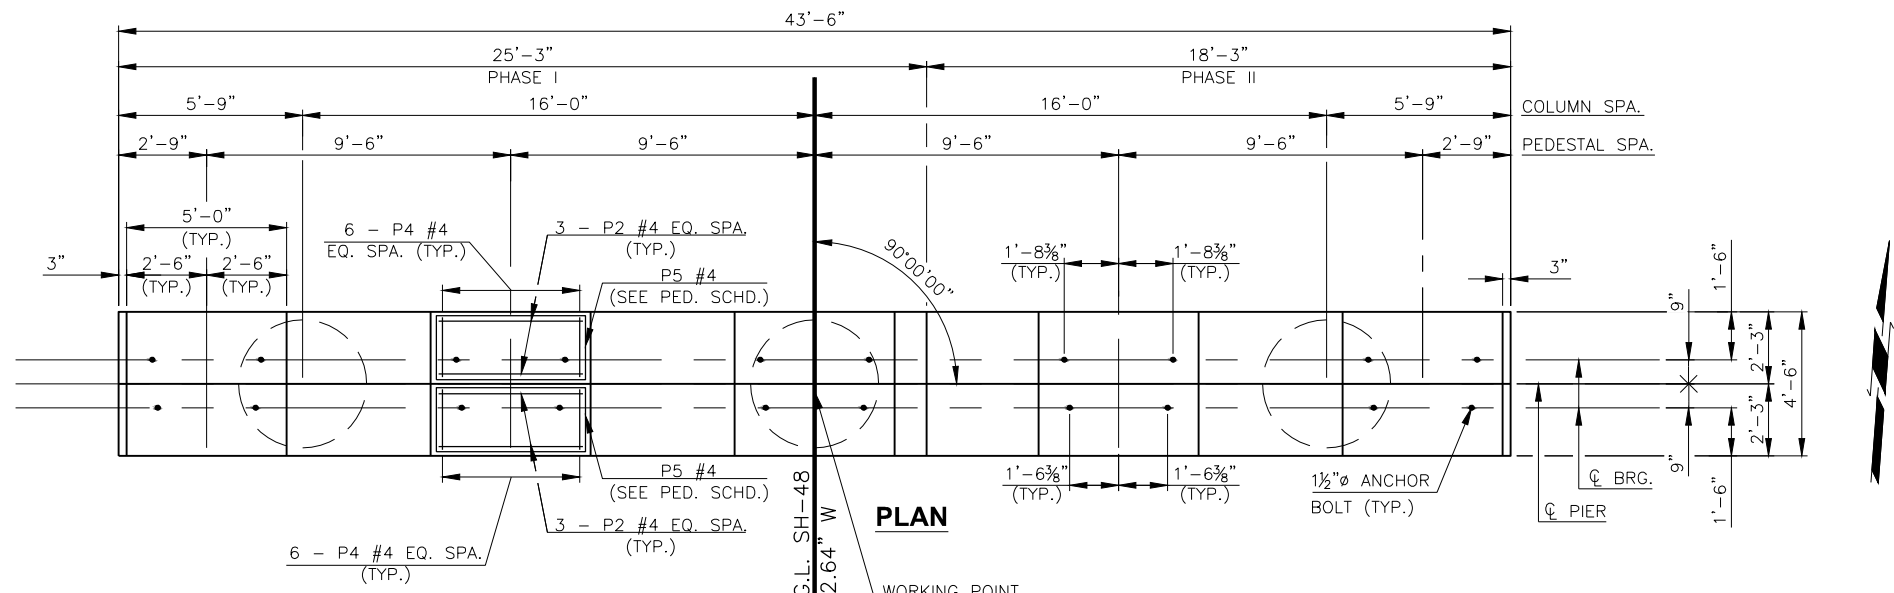 43'-6"
25'-3"
PHASE I
18'-3"
PHASE II
5'-9"
16'-0"
16'-0"
5'-9"
COLUMN SPA.
2'-9"
9'-6"
9'-6"
9'-6"
9'-6"
2'-9"
PEDESTAL SPA.
5'-0"
(TYP.)
6 - P4 #4
EQ. SPA. (TYP.)
3 - P2 #4 EQ. SPA.
(TYP.)
P5 #4
(SEE PED. SCHD.)
3"
2'-6"
(TYP.)
2'-6"
(TYP.)
90°00'00"
1'-8⅜"
(TYP.)
1'-8⅜"
(TYP.)
3"
1'-6"
9"
2'-3"
4'-6"
2'-3"
9"
1'-6"
P5 #4
(SEE PED. SCHD.)
3 - P2 #4 EQ. SPA.
(TYP.)
6 - P4 #4 EQ. SPA.
(TYP.)
1'-6⅜"
(TYP.)
1'-6⅜"
(TYP.)
1½"ø ANCHOR
BOLT (TYP.)
℄ BRG.
℄ PIER
PLAN
G.L. SH-48
2.64" W
WORKING POINT